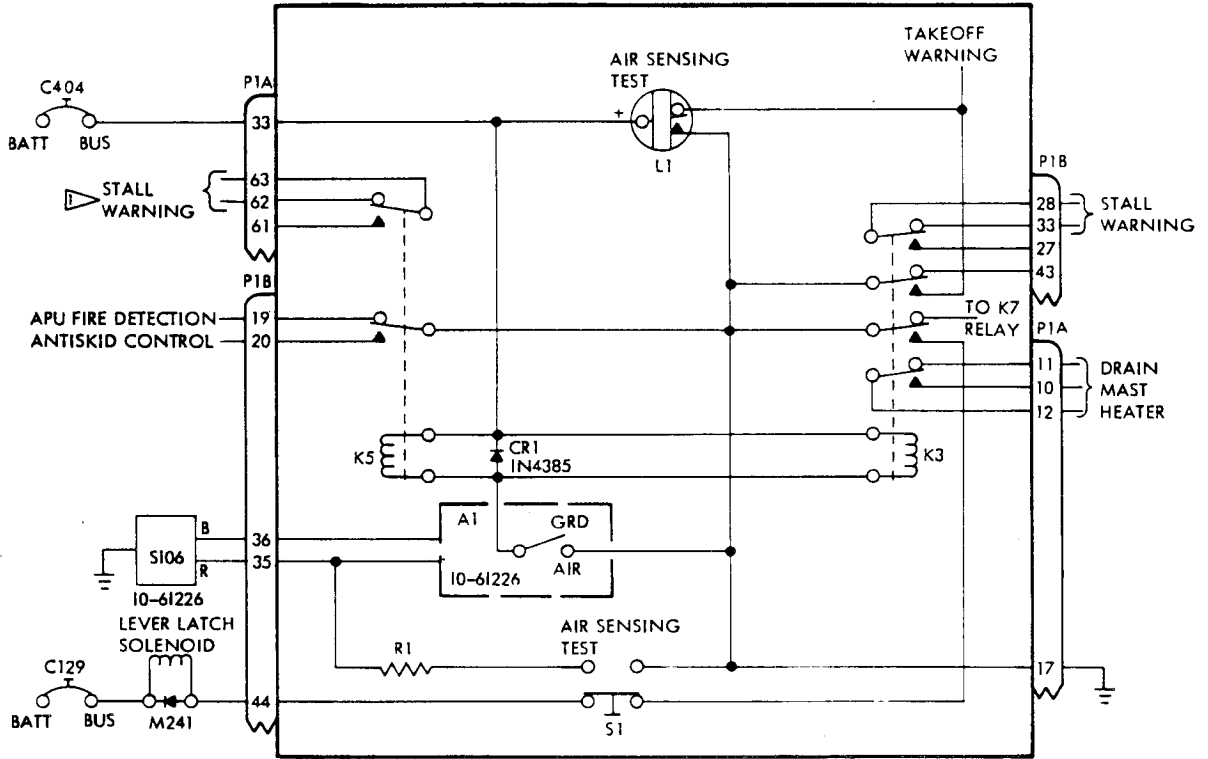 TAKEOFF
WARNING
AIR SENSING
TEST
C404
P1A
BATT BUS
33
+
L1
P1B
1
STALL
WARNING
63
62
61
28
33
27
43
STALL
WARNING
P1B
APU FIRE DETECTION
ANTISKID CONTROL
19
20
TO K7
RELAY
P1A
11
10
12
DRAIN
MAST
HEATER
K5
CR1
1N4385
K3
A1
GRD
AIR
10-61226
S106
B
R
36
35
10-61226
LEVER LATCH
SOLENOID
AIR SENSING
TEST
R1
17
C129
BATT BUS
M241
44
S1